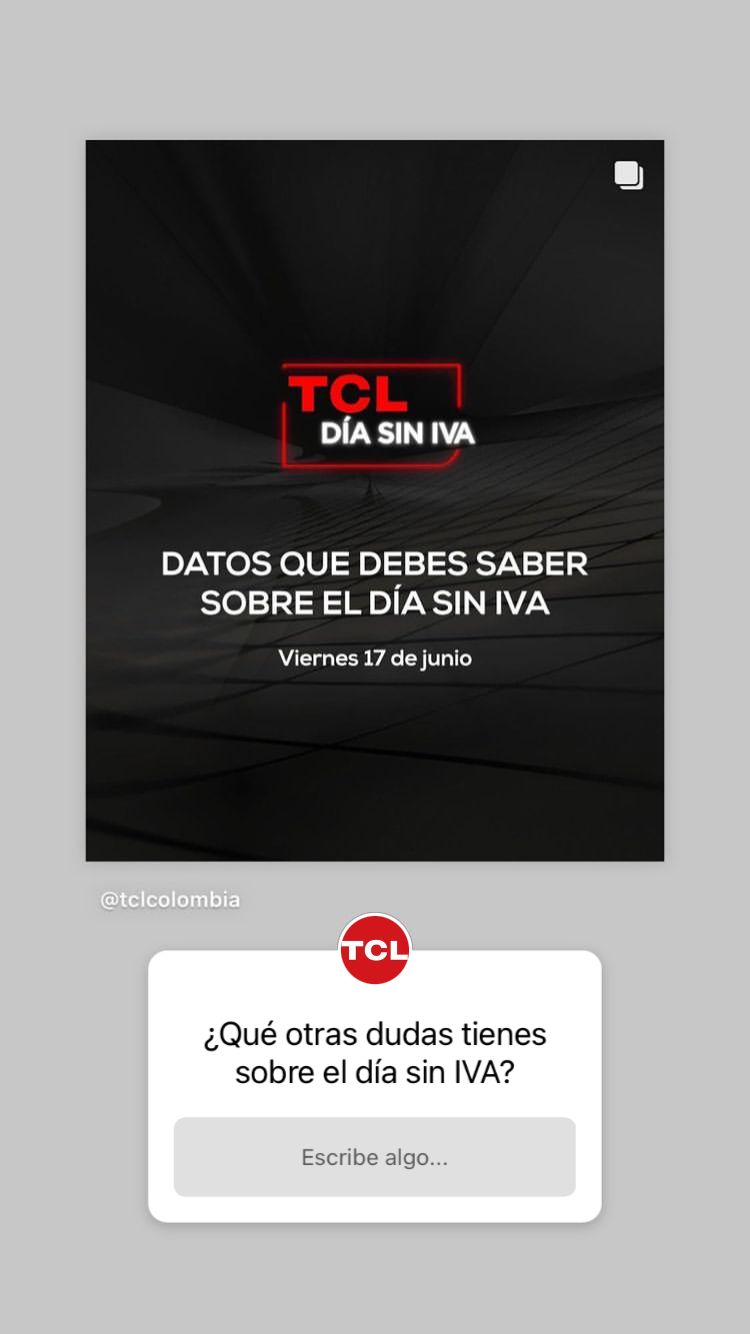 TCL
DÍA SIN IVA
DATOS QUE DEBES SABER
SOBRE EL DÍA SIN IVA
Viernes 17 de junio
@tclcolombia
TCL
¿Qué otras dudas tienes
sobre el día sin IVA?
Escribe algo...